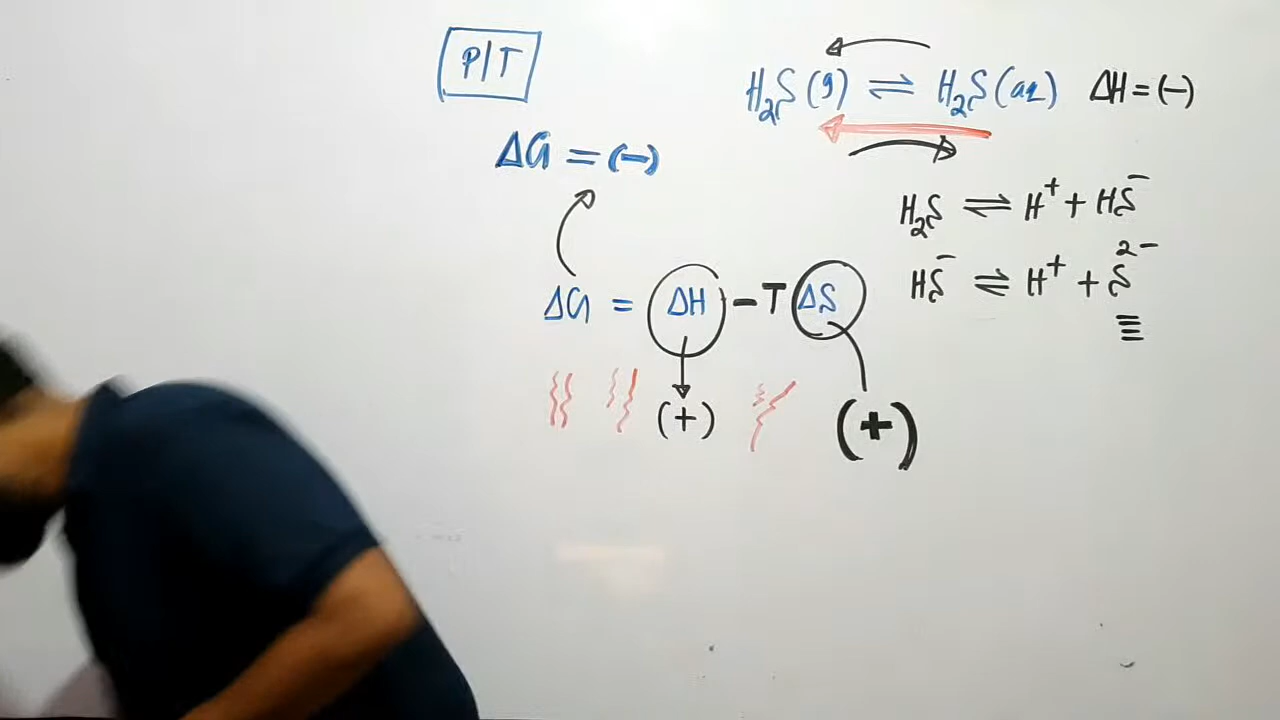 P/T
H₂S(g) ⇌ H₂S(aq) ΔH = (-)
ΔG = (-)
H₂S ⇌ H⁺ + HS⁻
HS⁻ ⇌ H⁺ + S²⁻
ΔG = ΔH - TΔS
(+) (+)